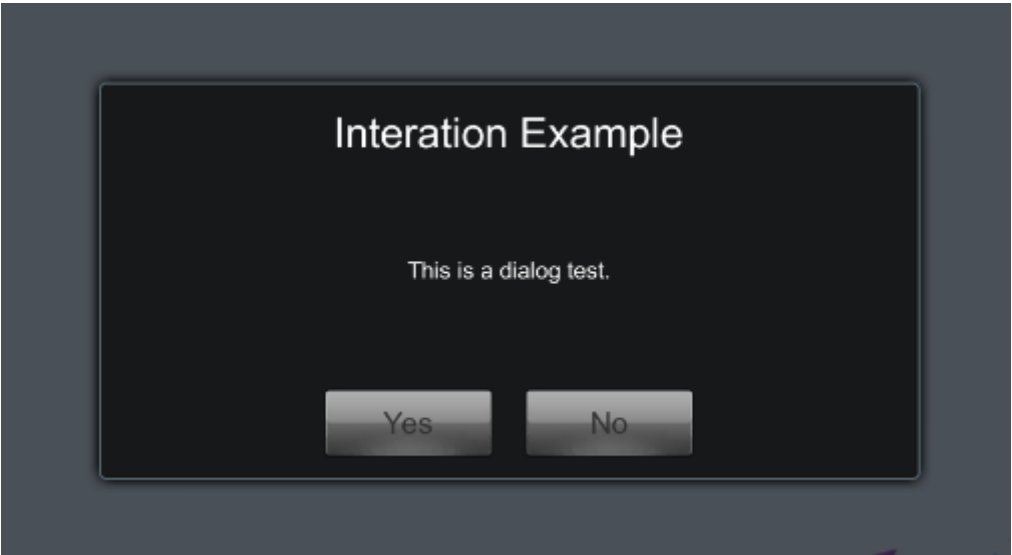 Interation Example
This is a dialog test.
Yes No